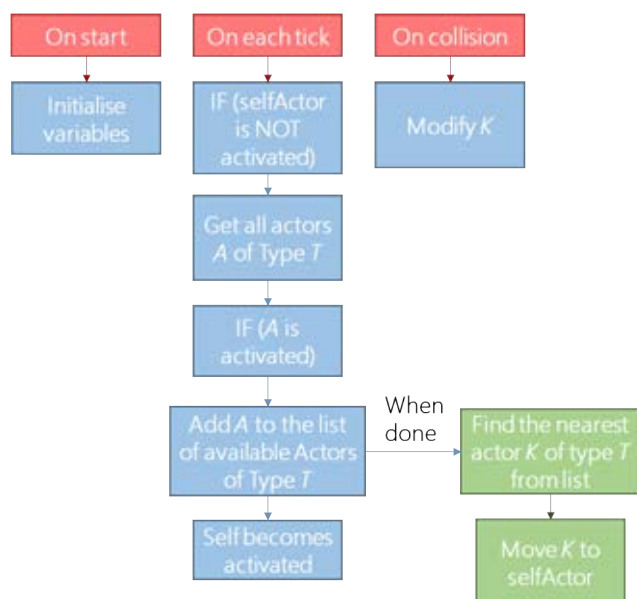 On start
On each tick
On collision
Initialise
variables
IF (selfActor
is NOT
activated)
Modify K
Get all actors
A of Type T
IF (A is
activated)
Add A to the list
of available Actors
of Type T
When
done
Find the nearest
actor K of type T
from list
Self becomes
activated
Move K to
selfActor